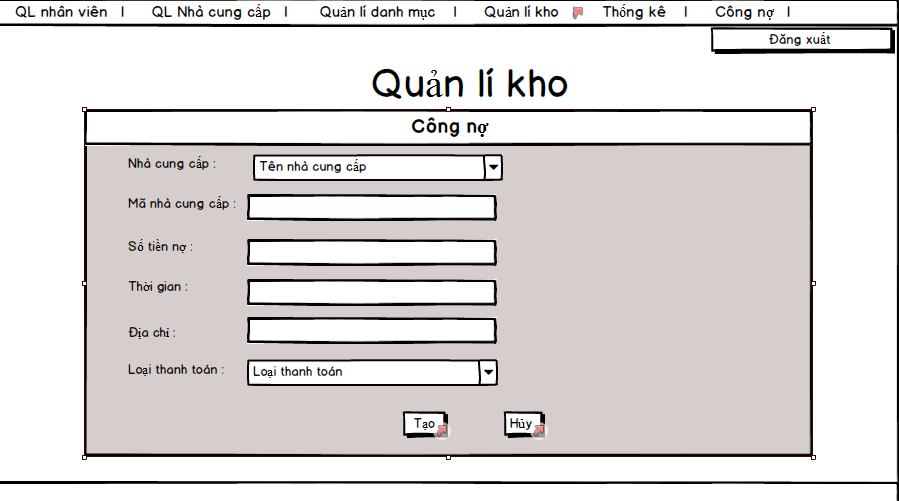 QL nhân viên | QL Nhà cung cấp | Quản lí danh mục | Quản lí kho Thống kê | Công nợ |
Đăng xuất
Quản lí kho
Công nợ
Nhà cung cấp : Tên nhà cung cấp
Mã nhà cung cấp :
Số tiền nợ :
Thời gian :
Địa chỉ :
Loại thanh toán : Loại thanh toán
Tạo Hủy